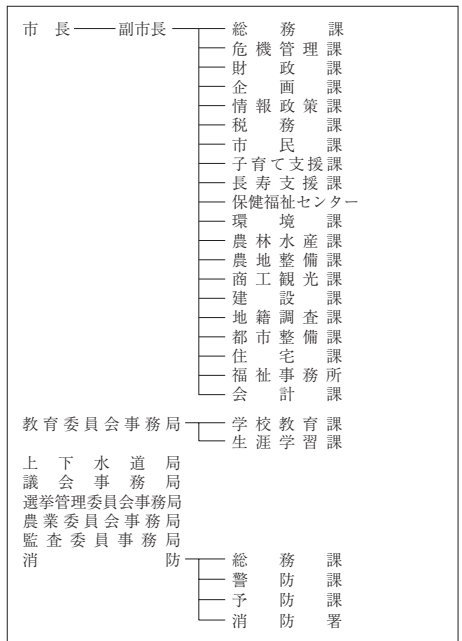 市長 副市長 総務課
危機管理課
財政課
企画課
情報政策課
税務課
市民課
子育て支援課
長寿支援課
保健福祉センター
環境課
農林水産課
農地整備課
商工観光課
建設課
地籍調査課
都市整備課
住宅課
福祉事務所
会計課
教育委員会事務局 学校教育課
生涯学習課
上下水道局
議会事務局
選挙管理委員会事務局
農業委員会事務局
監査委員事務局
消防 総務課
警防課
予防課
消防署